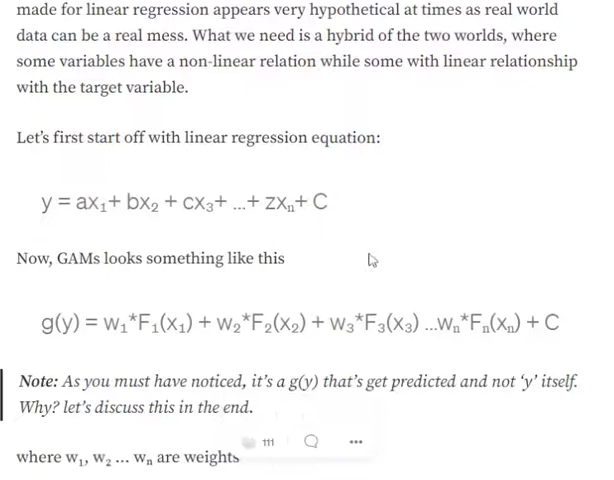 made for linear regression appears very hypothetical at times as real world
data can be a real mess. What we need is a hybrid of the two worlds, where
some variables have a non-linear relation while some with linear relationship
with the target variable.
Let's first start off with linear regression equation:
y = ax₁+ bx₂ + cx₃+ ...+ zxₙ+ C
Now, GAMs looks something like this
g(y) = w₁*F₁(x₁) + w₂*F₂(x₂) + w₃*F₃(x₃) ...wₙ*Fₙ(xₙ) + C
Note: As you must have noticed, it's a g(y) that's get predicted and not 'y' itself.
Why? let's discuss this in the end.
111
where w₁, w₂ ... wₙ are weights